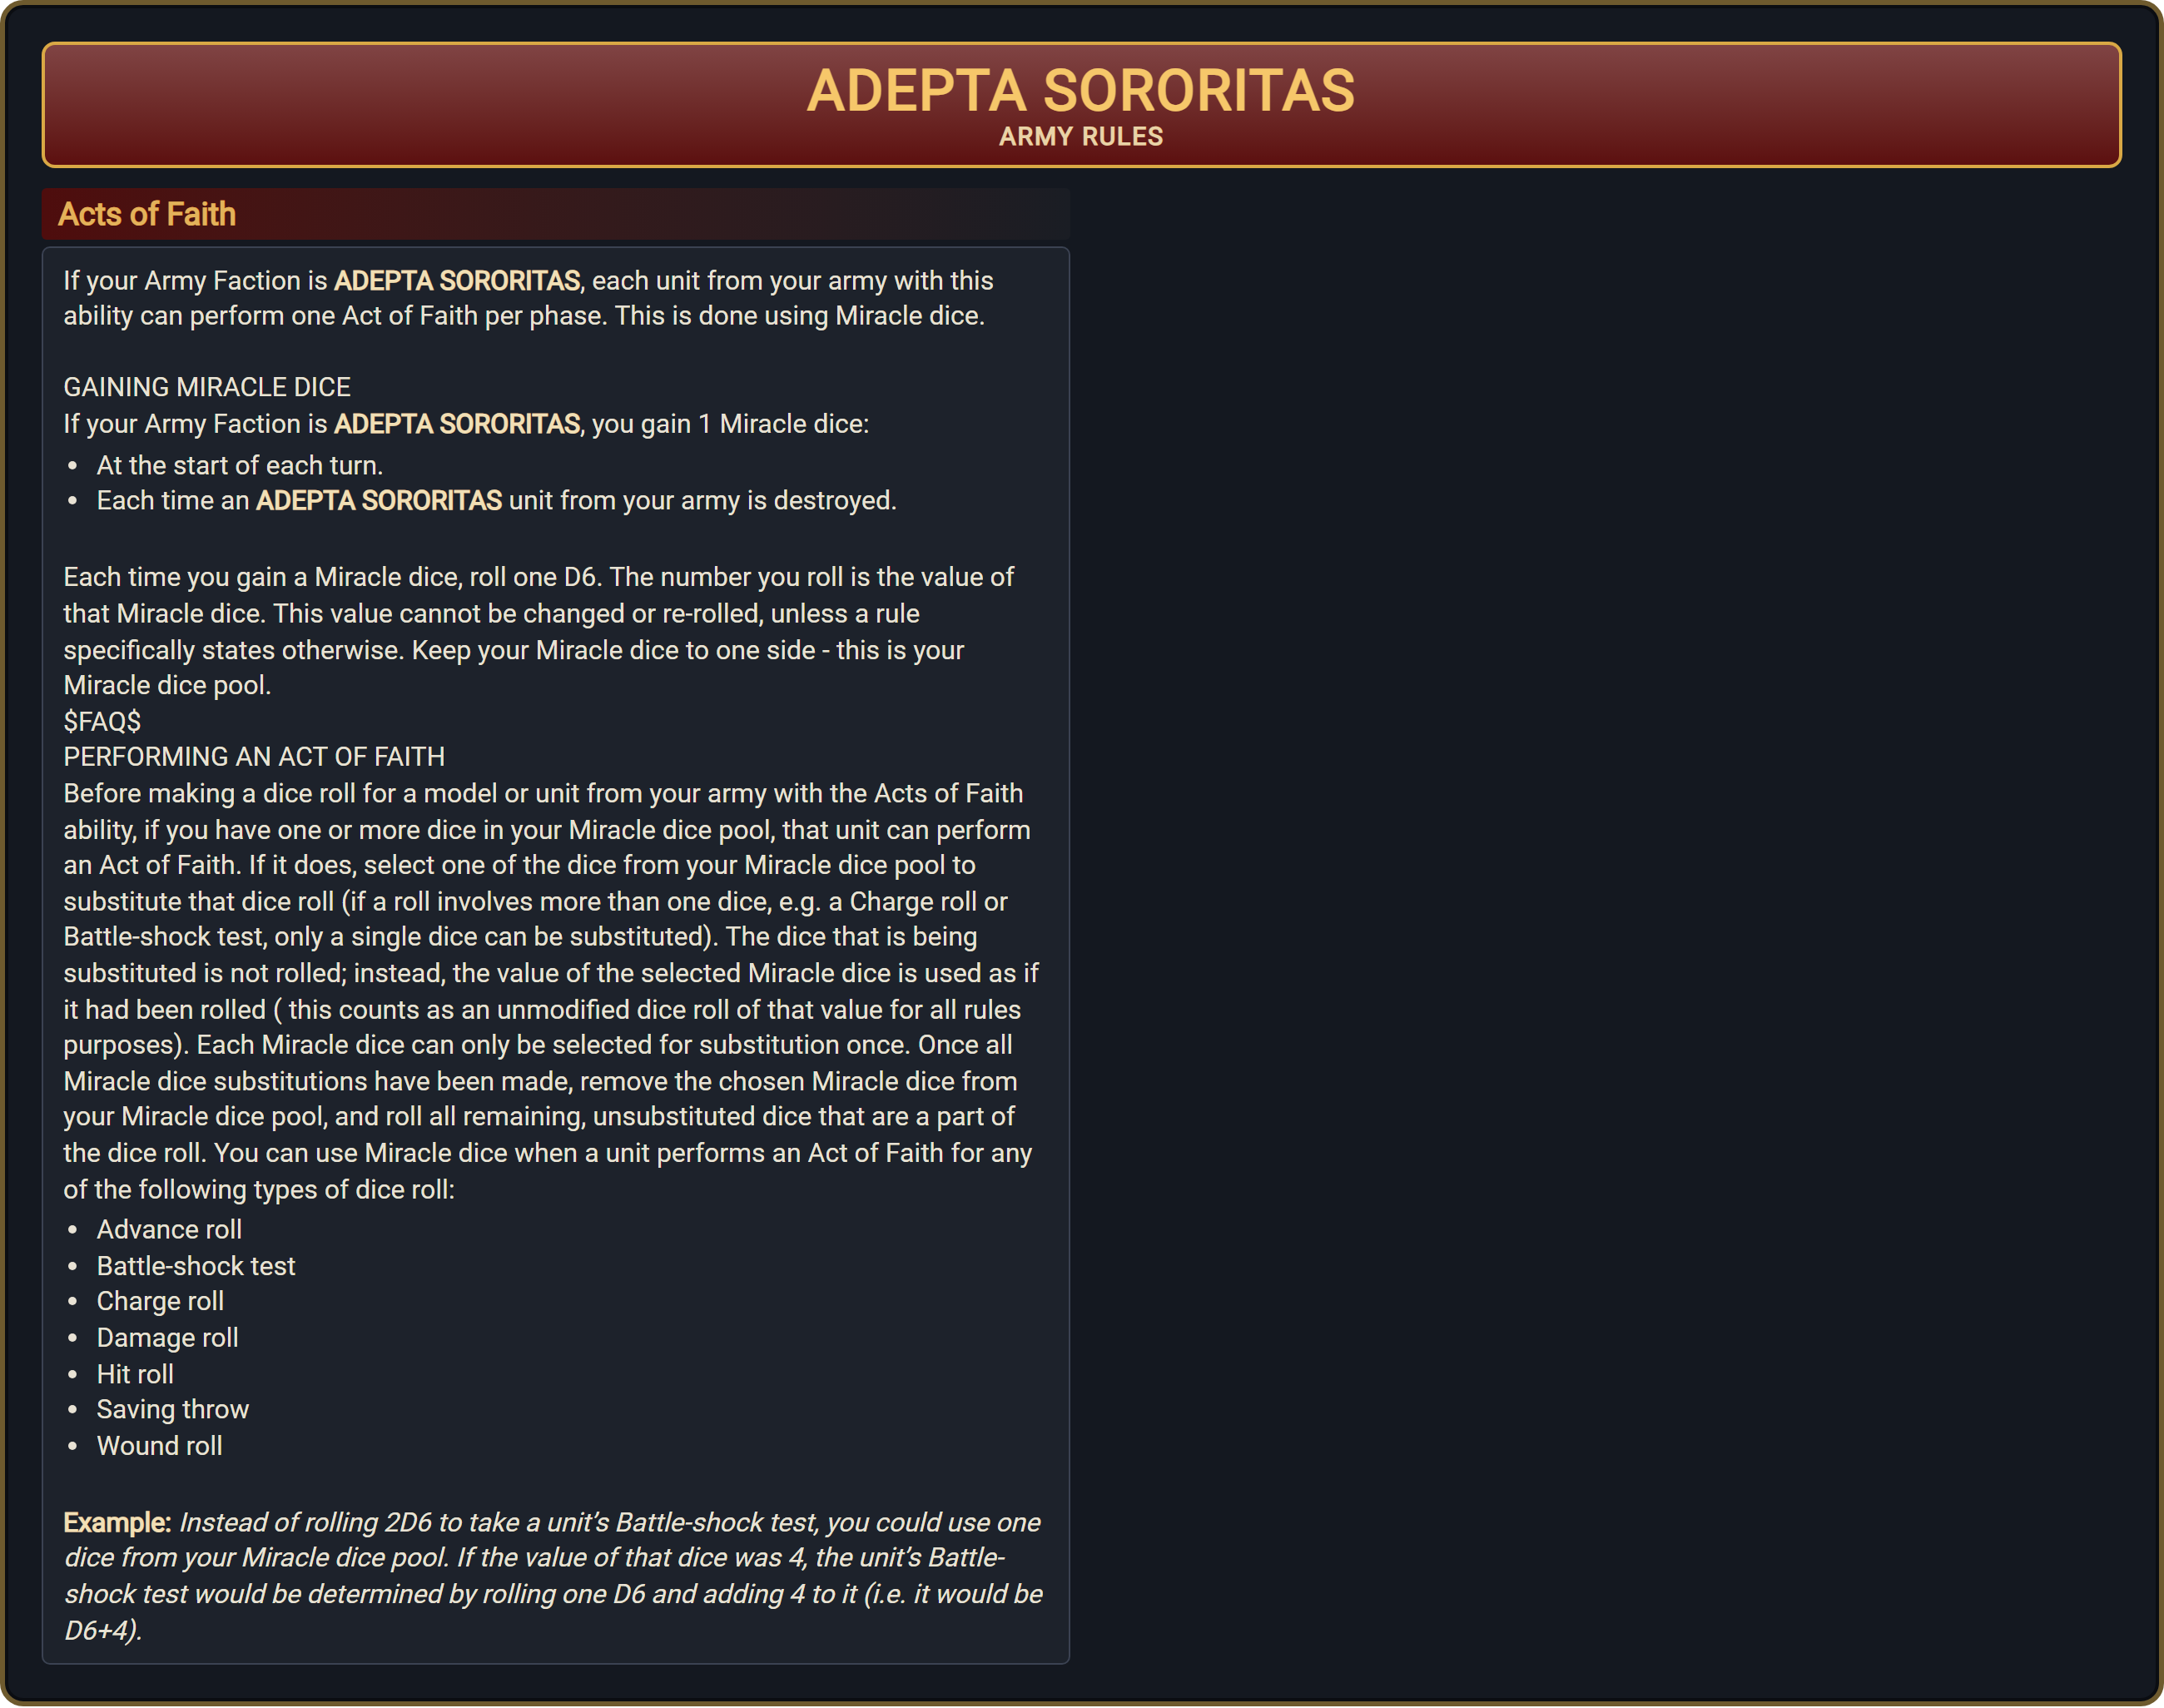 ADEPTA SORORITAS
ARMY RULES
Acts of Faith
If your Army Faction is ADEPTA SORORITAS, each unit from your army with this
ability can perform one Act of Faith per phase. This is done using Miracle dice.
GAINING MIRACLE DICE
If your Army Faction is ADEPTA SORORITAS, you gain 1 Miracle dice:
• At the start of each turn.
• Each time an ADEPTA SORORITAS unit from your army is destroyed.
Each time you gain a Miracle dice, roll one D6. The number you roll is the value of
that Miracle dice. This value cannot be changed or re-rolled, unless a rule
specifically states otherwise. Keep your Miracle dice to one side - this is your
Miracle dice pool.
$FAQ$
PERFORMING AN ACT OF FAITH
Before making a dice roll for a model or unit from your army with the Acts of Faith
ability, if you have one or more dice in your Miracle dice pool, that unit can perform
an Act of Faith. If it does, select one of the dice from your Miracle dice pool to
substitute that dice roll (if a roll involves more than one dice, e.g. a Charge roll or
Battle-shock test, only a single dice can be substituted). The dice that is being
substituted is not rolled; instead, the value of the selected Miracle dice is used as if
it had been rolled ( this counts as an unmodified dice roll of that value for all rules
purposes). Each Miracle dice can only be selected for substitution once. Once all
Miracle dice substitutions have been made, remove the chosen Miracle dice from
your Miracle dice pool, and roll all remaining, unsubstituted dice that are a part of
the dice roll. You can use Miracle dice when a unit performs an Act of Faith for any
of the following types of dice roll:
• Advance roll
• Battle-shock test
• Charge roll
• Damage roll
• Hit roll
• Saving throw
• Wound roll
Example: Instead of rolling 2D6 to take a unit’s Battle-shock test, you could use one
dice from your Miracle dice pool. If the value of that dice was 4, the unit’s Battle-
shock test would be determined by rolling one D6 and adding 4 to it (i.e. it would be
D6+4).